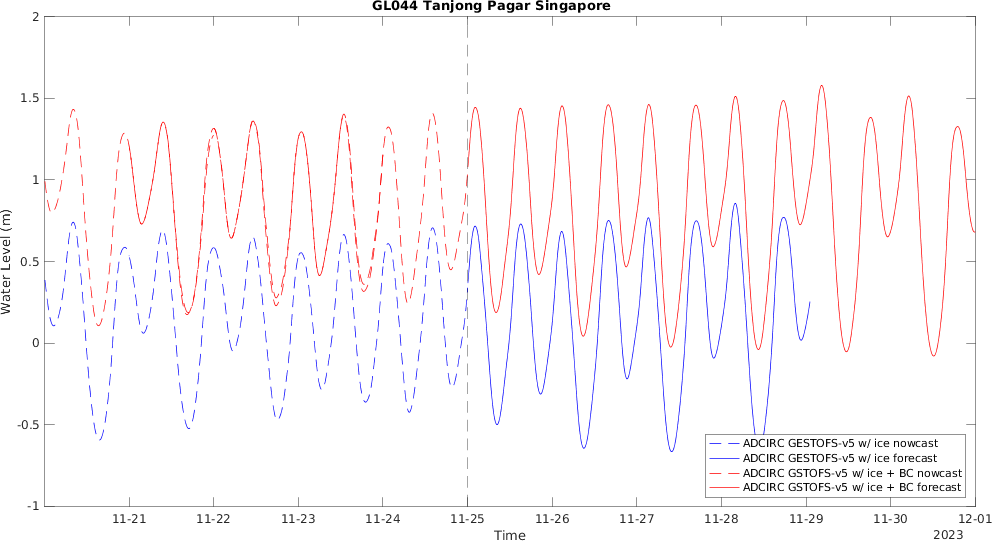 GL044 Tanjong Pagar Singapore
2
1.5
1
0.5
0
-0.5
-1
Water Level (m)
ADCIRC GESTOFS-v5 w/ ice nowcast
ADCIRC GESTOFS-v5 w/ ice forecast
ADCIRC GSTOFS-v5 w/ ice + BC nowcast
ADCIRC GSTOFS-v5 w/ ice + BC forecast
11-21 11-22 11-23 11-24 11-25 11-26 11-27 11-28 11-29 11-30 12-01
Time
2023